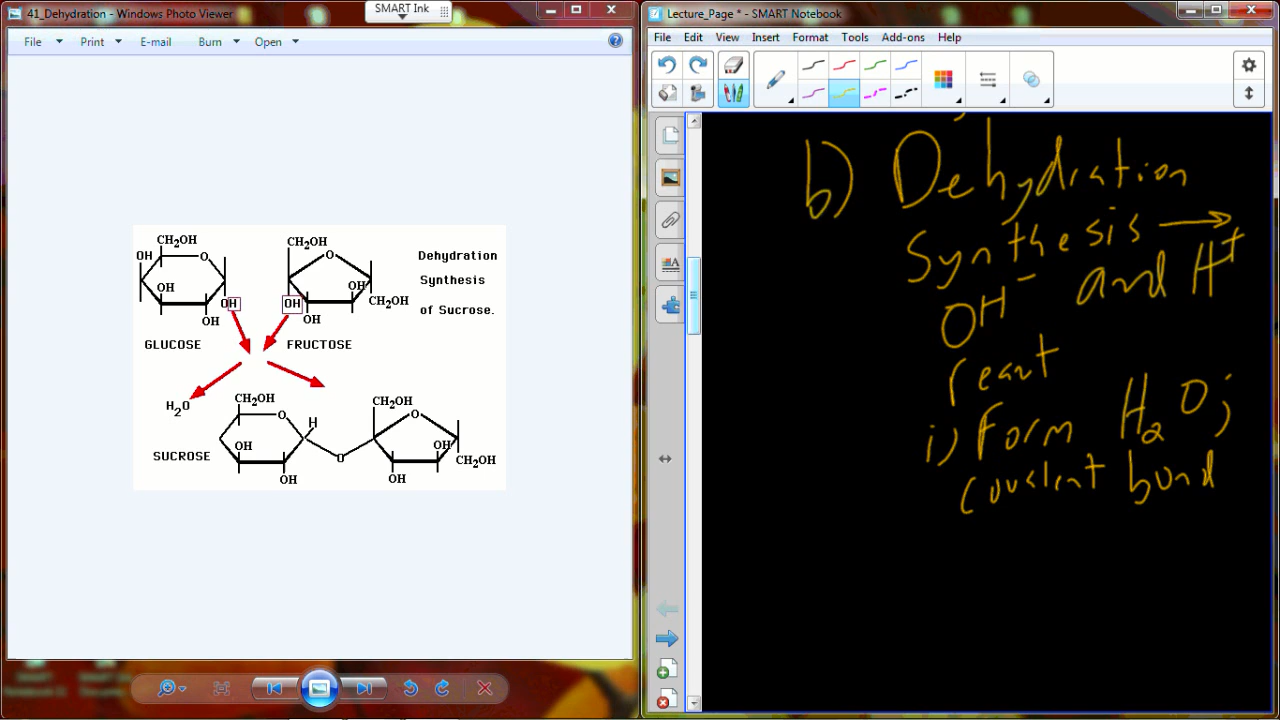 41_Dehydration - Windows Photo Viewer
SMART Ink
File Print E-mail Burn Open
CH2OH
OH
O
OH
OH
OH
CH2OH
O
OH
CH2OH
OH
OH
Dehydration
Synthesis
of Sucrose.
GLUCOSE
FRUCTOSE
H2O
CH2OH
O
H
OH
OH
O
CH2OH
O
OH
CH2OH
OH
SUCROSE
Lecture_Page * - SMART Notebook
File Edit View Insert Format Tools Add-ons Help
b) Dehydration
Synthesis →
OH⁻ and H⁺
react
i) Form H2O;
covalent bond